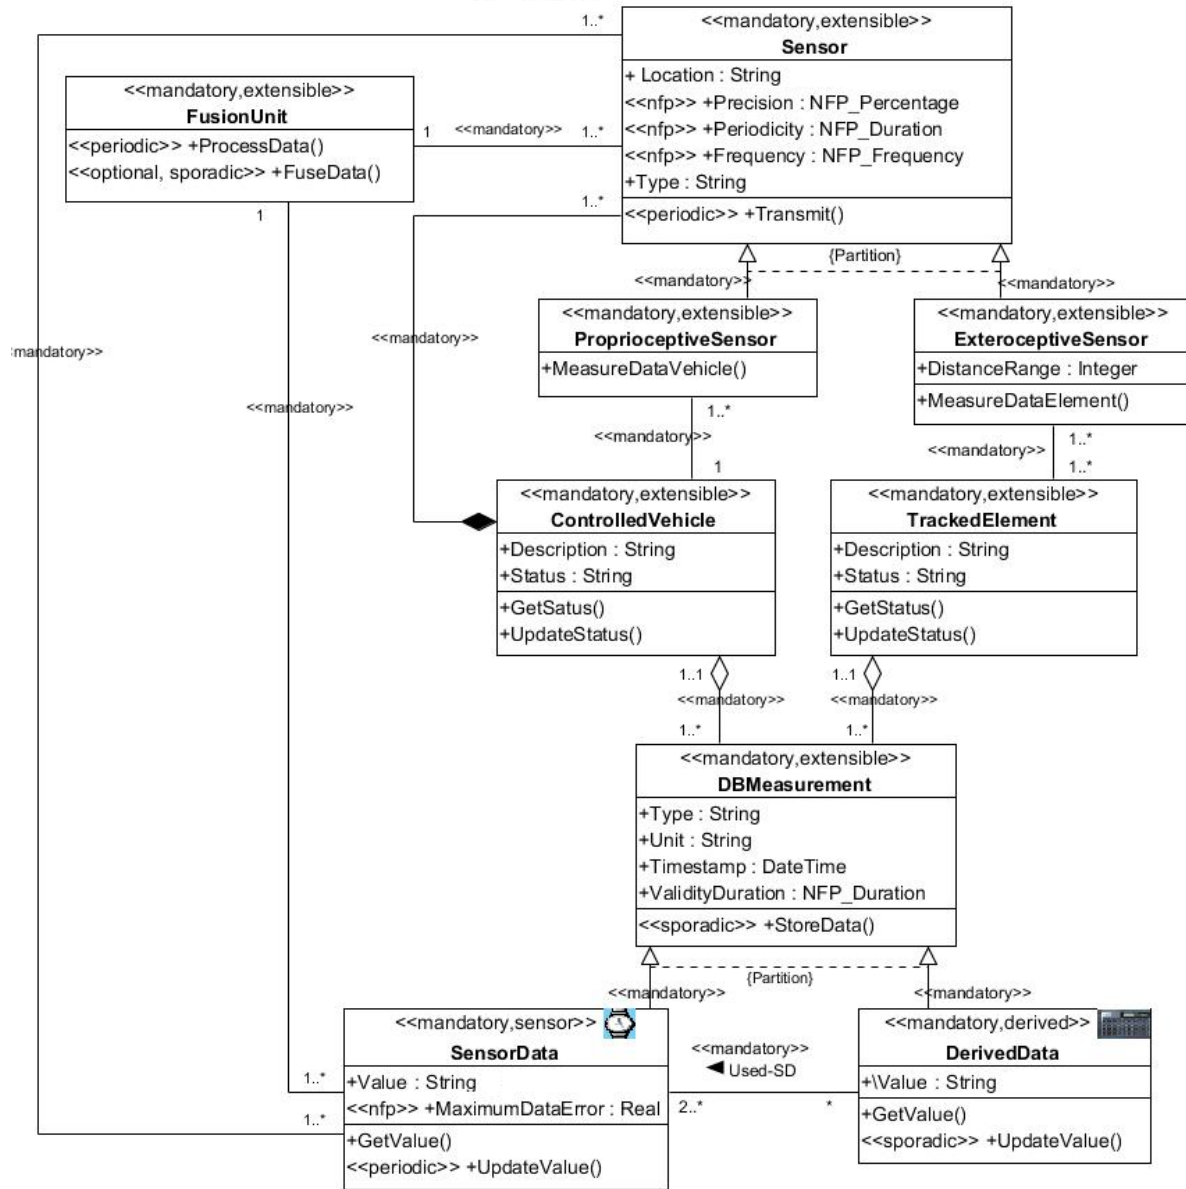 1..*
<<mandatory,extensible>>
Sensor
+ Location : String
<<nfp>> +Precision : NFP_Percentage
<<nfp>> +Periodicity : NFP_Duration
<<nfp>> +Frequency : NFP_Frequency
+Type : String
<<periodic>> +Transmit()
<<mandatory,extensible>>
FusionUnit
<<periodic>> +ProcessData()
<<optional, sporadic>> +FuseData()
1
<<mandatory>>
1..*
1..*
1
{Partition}
<<mandatory>>
<<mandatory>>
<<mandatory,extensible>>
ProprioceptiveSensor
+MeasureDataVehicle()
<<mandatory,extensible>>
ExteroceptiveSensor
+DistanceRange : Integer
+MeasureDataElement()
<<mandatory>>
<mandatory>>
<<mandatory>>
1..*
<<mandatory>>
1
1..*
<<mandatory>>
1..*
<<mandatory,extensible>>
ControlledVehicle
+Description : String
+Status : String
+GetSatus()
+UpdateStatus()
<<mandatory,extensible>>
TrackedElement
+Description : String
+Status : String
+GetStatus()
+UpdateStatus()
1..1
<<mandatory>>
1..*
1..1
<<mandatory>>
1..*
<<mandatory,extensible>>
DBMeasurement
+Type : String
+Unit : String
+Timestamp : DateTime
+ValidityDuration : NFP_Duration
<<sporadic>> +StoreData()
{Partition}
<<mandatory>>
<<mandatory>>
<<mandatory,sensor>>
SensorData
+Value : String
<<nfp>> +MaximumDataError : Real
+GetValue()
<<periodic>> +UpdateValue()
1..*
1..*
<<mandatory>>
Used-SD
2..*
*
<<mandatory,derived>>
DerivedData
+\Value : String
+GetValue()
<<sporadic>> +UpdateValue()